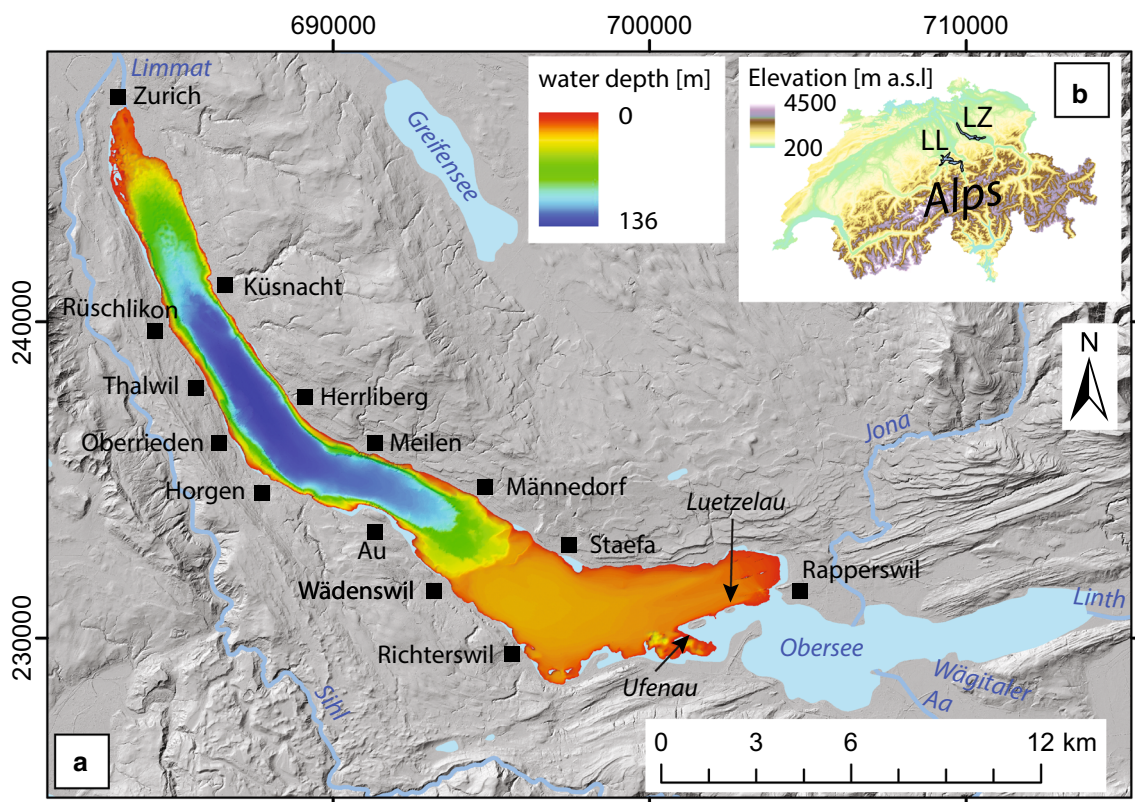 690000
700000
710000
Limmat
Zurich
Greifensee
water depth [m]
0
136
Elevation [m a.s.l]
4500
200
b
LZ
LL
Alps
240000
Küsnacht
Rüschlikon
N
Thalwil
Herrliberg
Oberrieden
Meilen
Jona
Horgen
Männedorf
Luetzelau
Au
Staefa
Wädenswil
Rapperswil
Linth
230000
Richterswil
Obersee
Ufenau
Wägitaler
Aa
Sihl
a
0
3
6
12 km